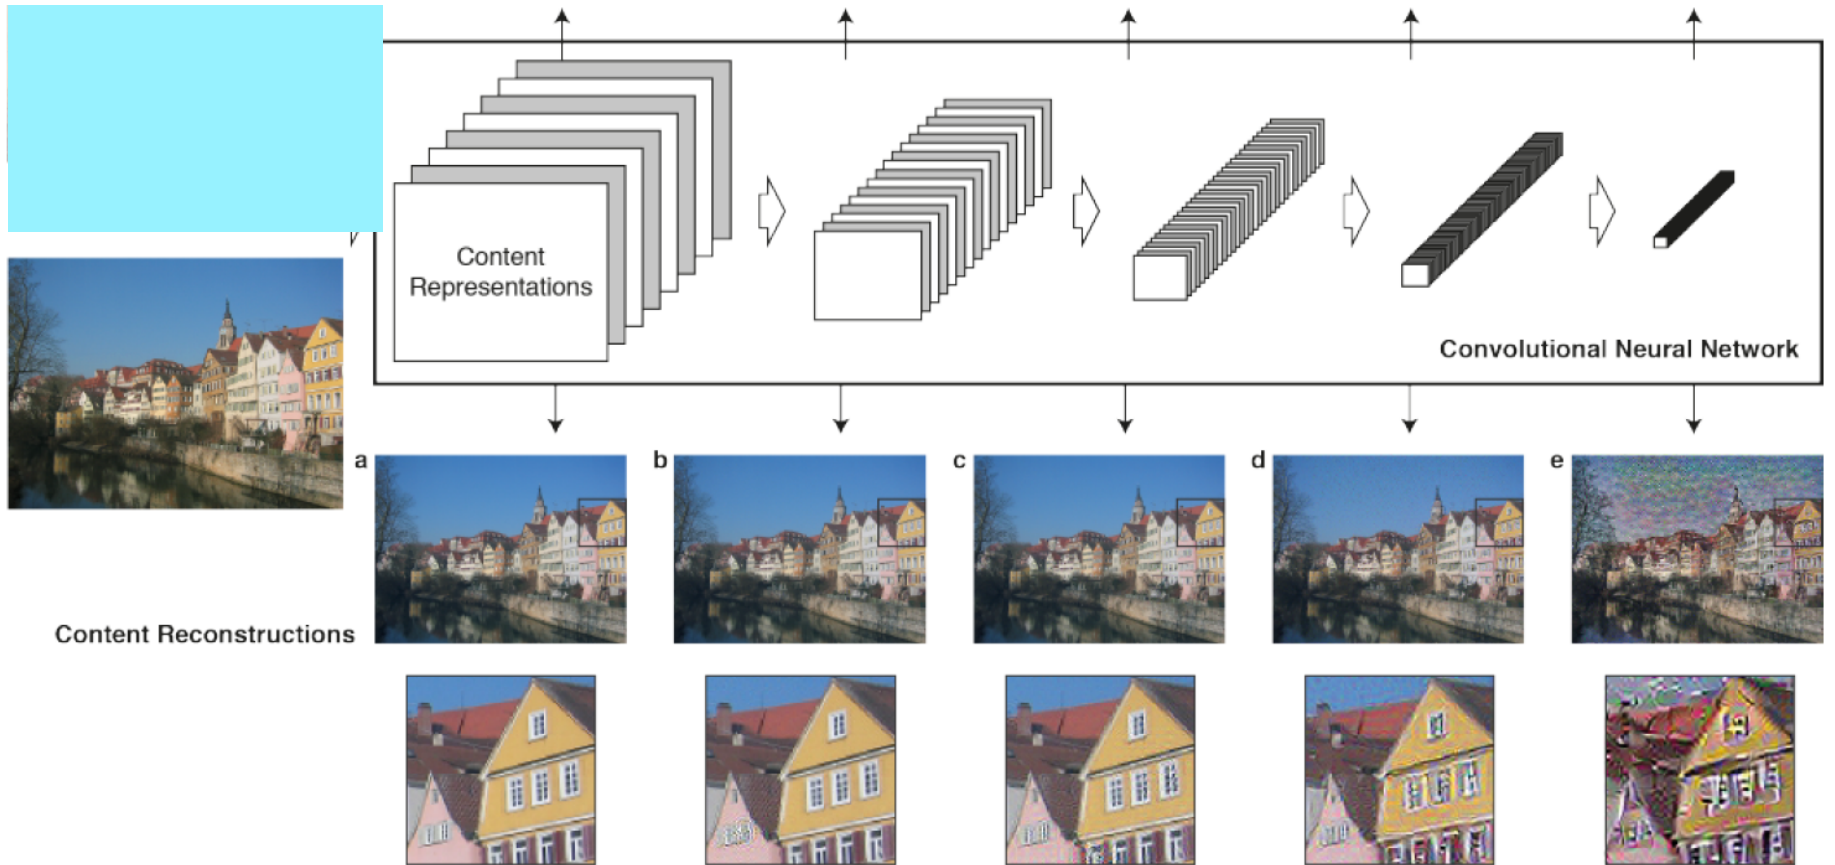 Content
Representations
Convolutional Neural Network
a
b
c
d
e
Content Reconstructions